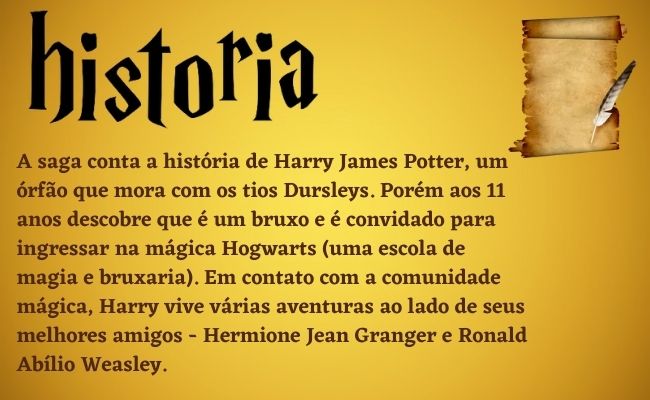 historia
A saga conta a história de Harry James Potter, um
órfão que mora com os tios Dursleys. Porém aos 11
anos descobre que é um bruxo e é convidado para
ingressar na mágica Hogwarts (uma escola de
magia e bruxaria). Em contato com a comunidade
mágica, Harry vive várias aventuras ao lado de seus
melhores amigos - Hermione Jean Granger e Ronald
Abílio Weasley.